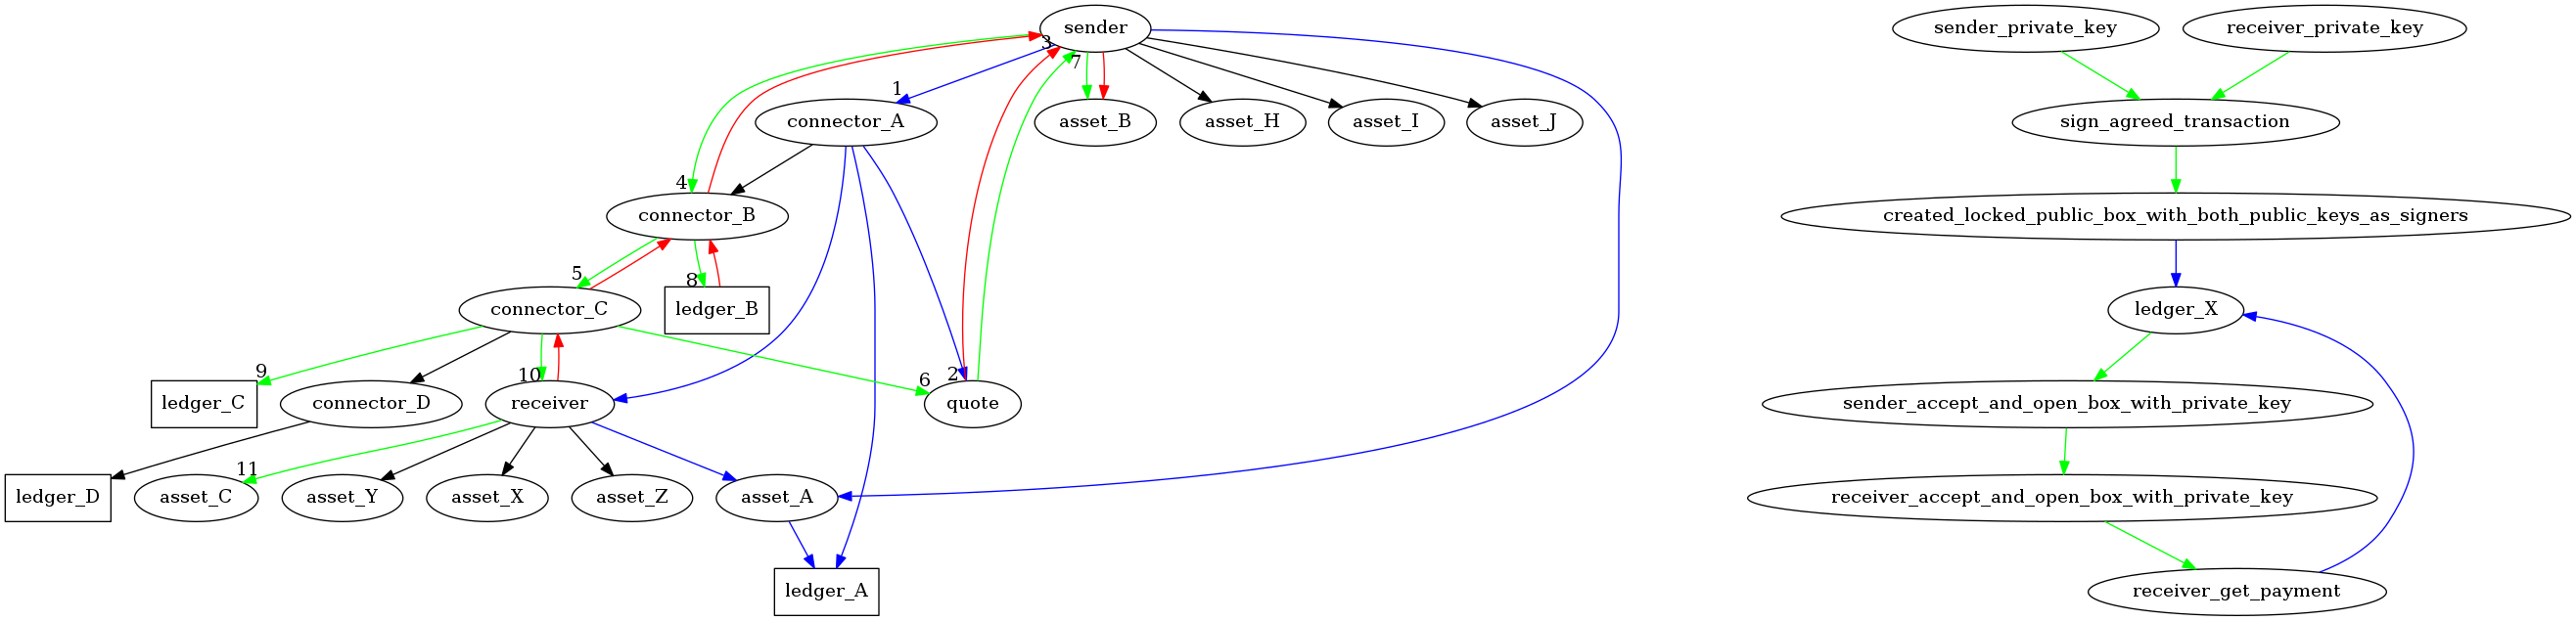 sender
sender_private_key
receiver_private_key
3
7
1
connector_A
asset_B
asset_H
asset_I
asset_J
sign_agreed_transaction
4
connector_B
created_locked_public_box_with_both_public_keys_as_signers
5
8
connector_C
ledger_B
ledger_X
9
10
6
2
ledger_C
connector_D
receiver
quote
sender_accept_and_open_box_with_private_key
11
ledger_D
asset_C
asset_Y
asset_X
asset_Z
asset_A
receiver_accept_and_open_box_with_private_key
ledger_A
receiver_get_payment